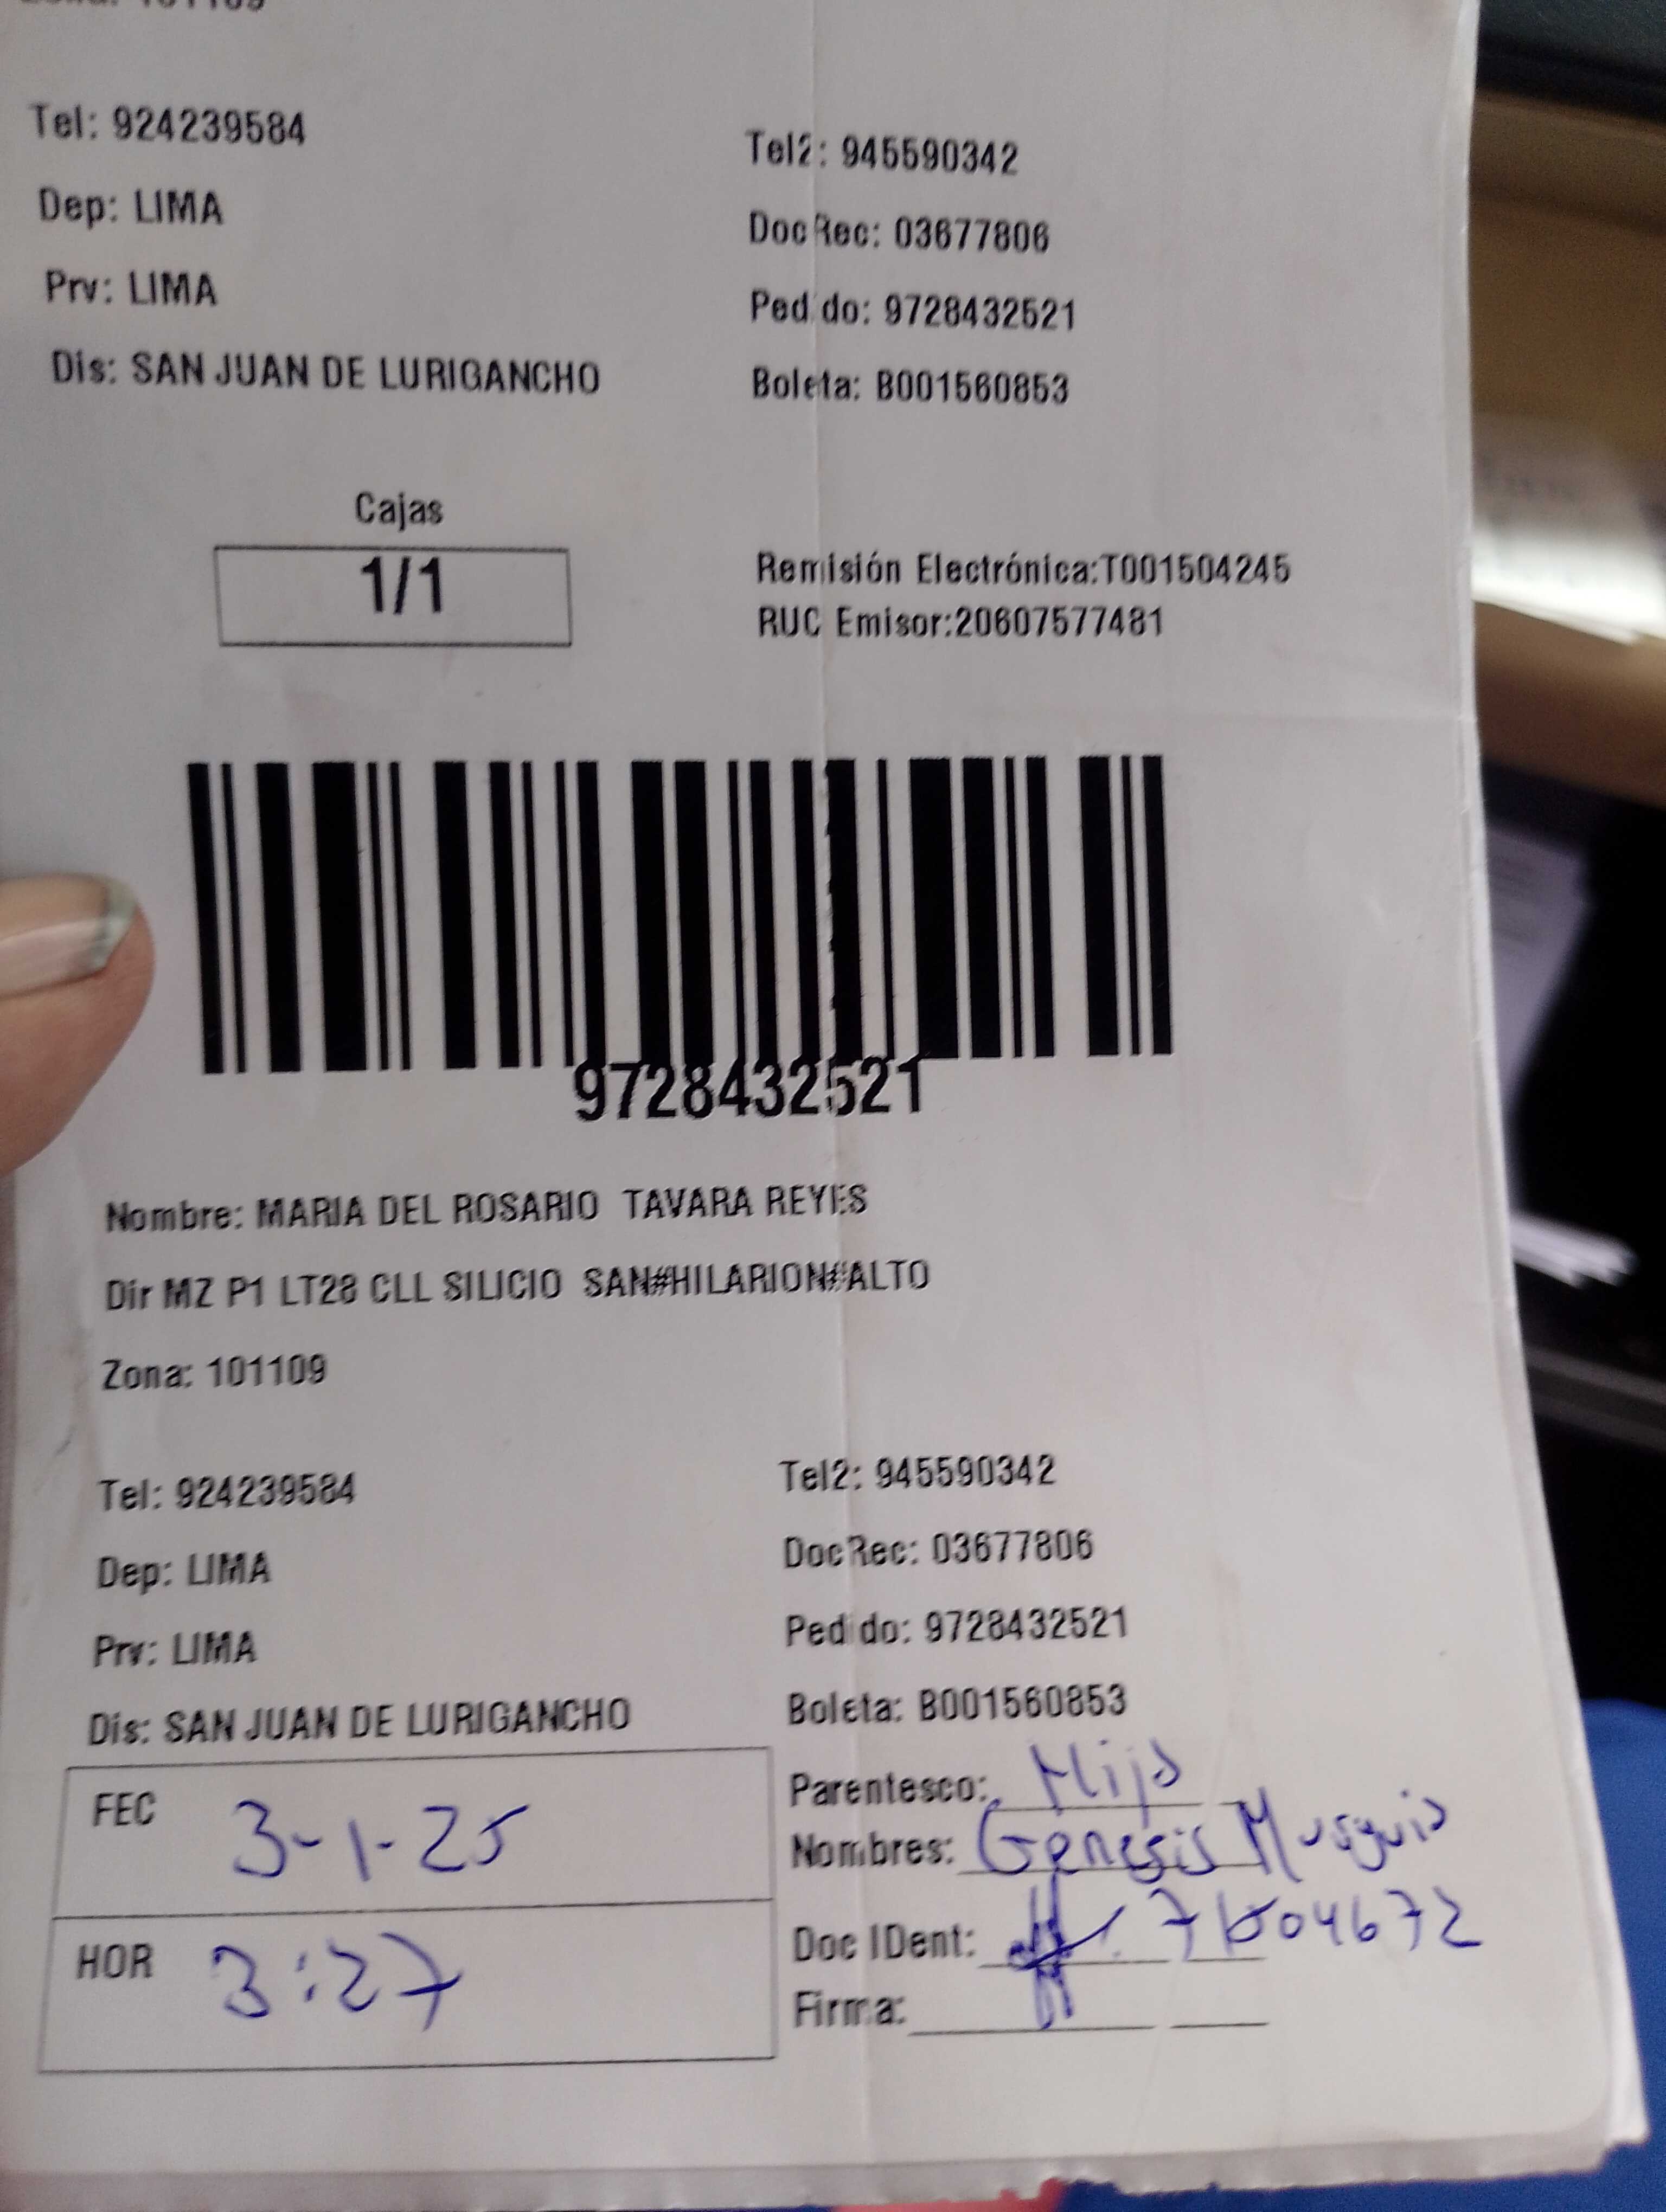 Zona: 101109
Tel: 924239584
Tel2: 945590342
Dep: LIMA
DocRec: 03677806
Prv: LIMA
Pedido: 9728432521
Dis: SAN JUAN DE LURIGANCHO
Boleta: B001560853
Cajas
1/1
Remisión Electrónica:T001504245
RUC Emisor:20607577481
9728432521
Nombre: MARIA DEL ROSARIO TAVARA REYES
Dir MZ P1 LT28 CLL SILICIO SAN#HILARION#ALTO
Zona: 101109
Tel: 924239584
Tel2: 945590342
Dep: LIMA
DocRec: 03677806
Prv: LIMA
Pedido: 9728432521
Dis: SAN JUAN DE LURIGANCHO
Boleta: B001560853
FEC 3-1-25
Parentesco: Hijo
Nombres: Genesis
HOR 3:27
Doc IDent:
Firma: